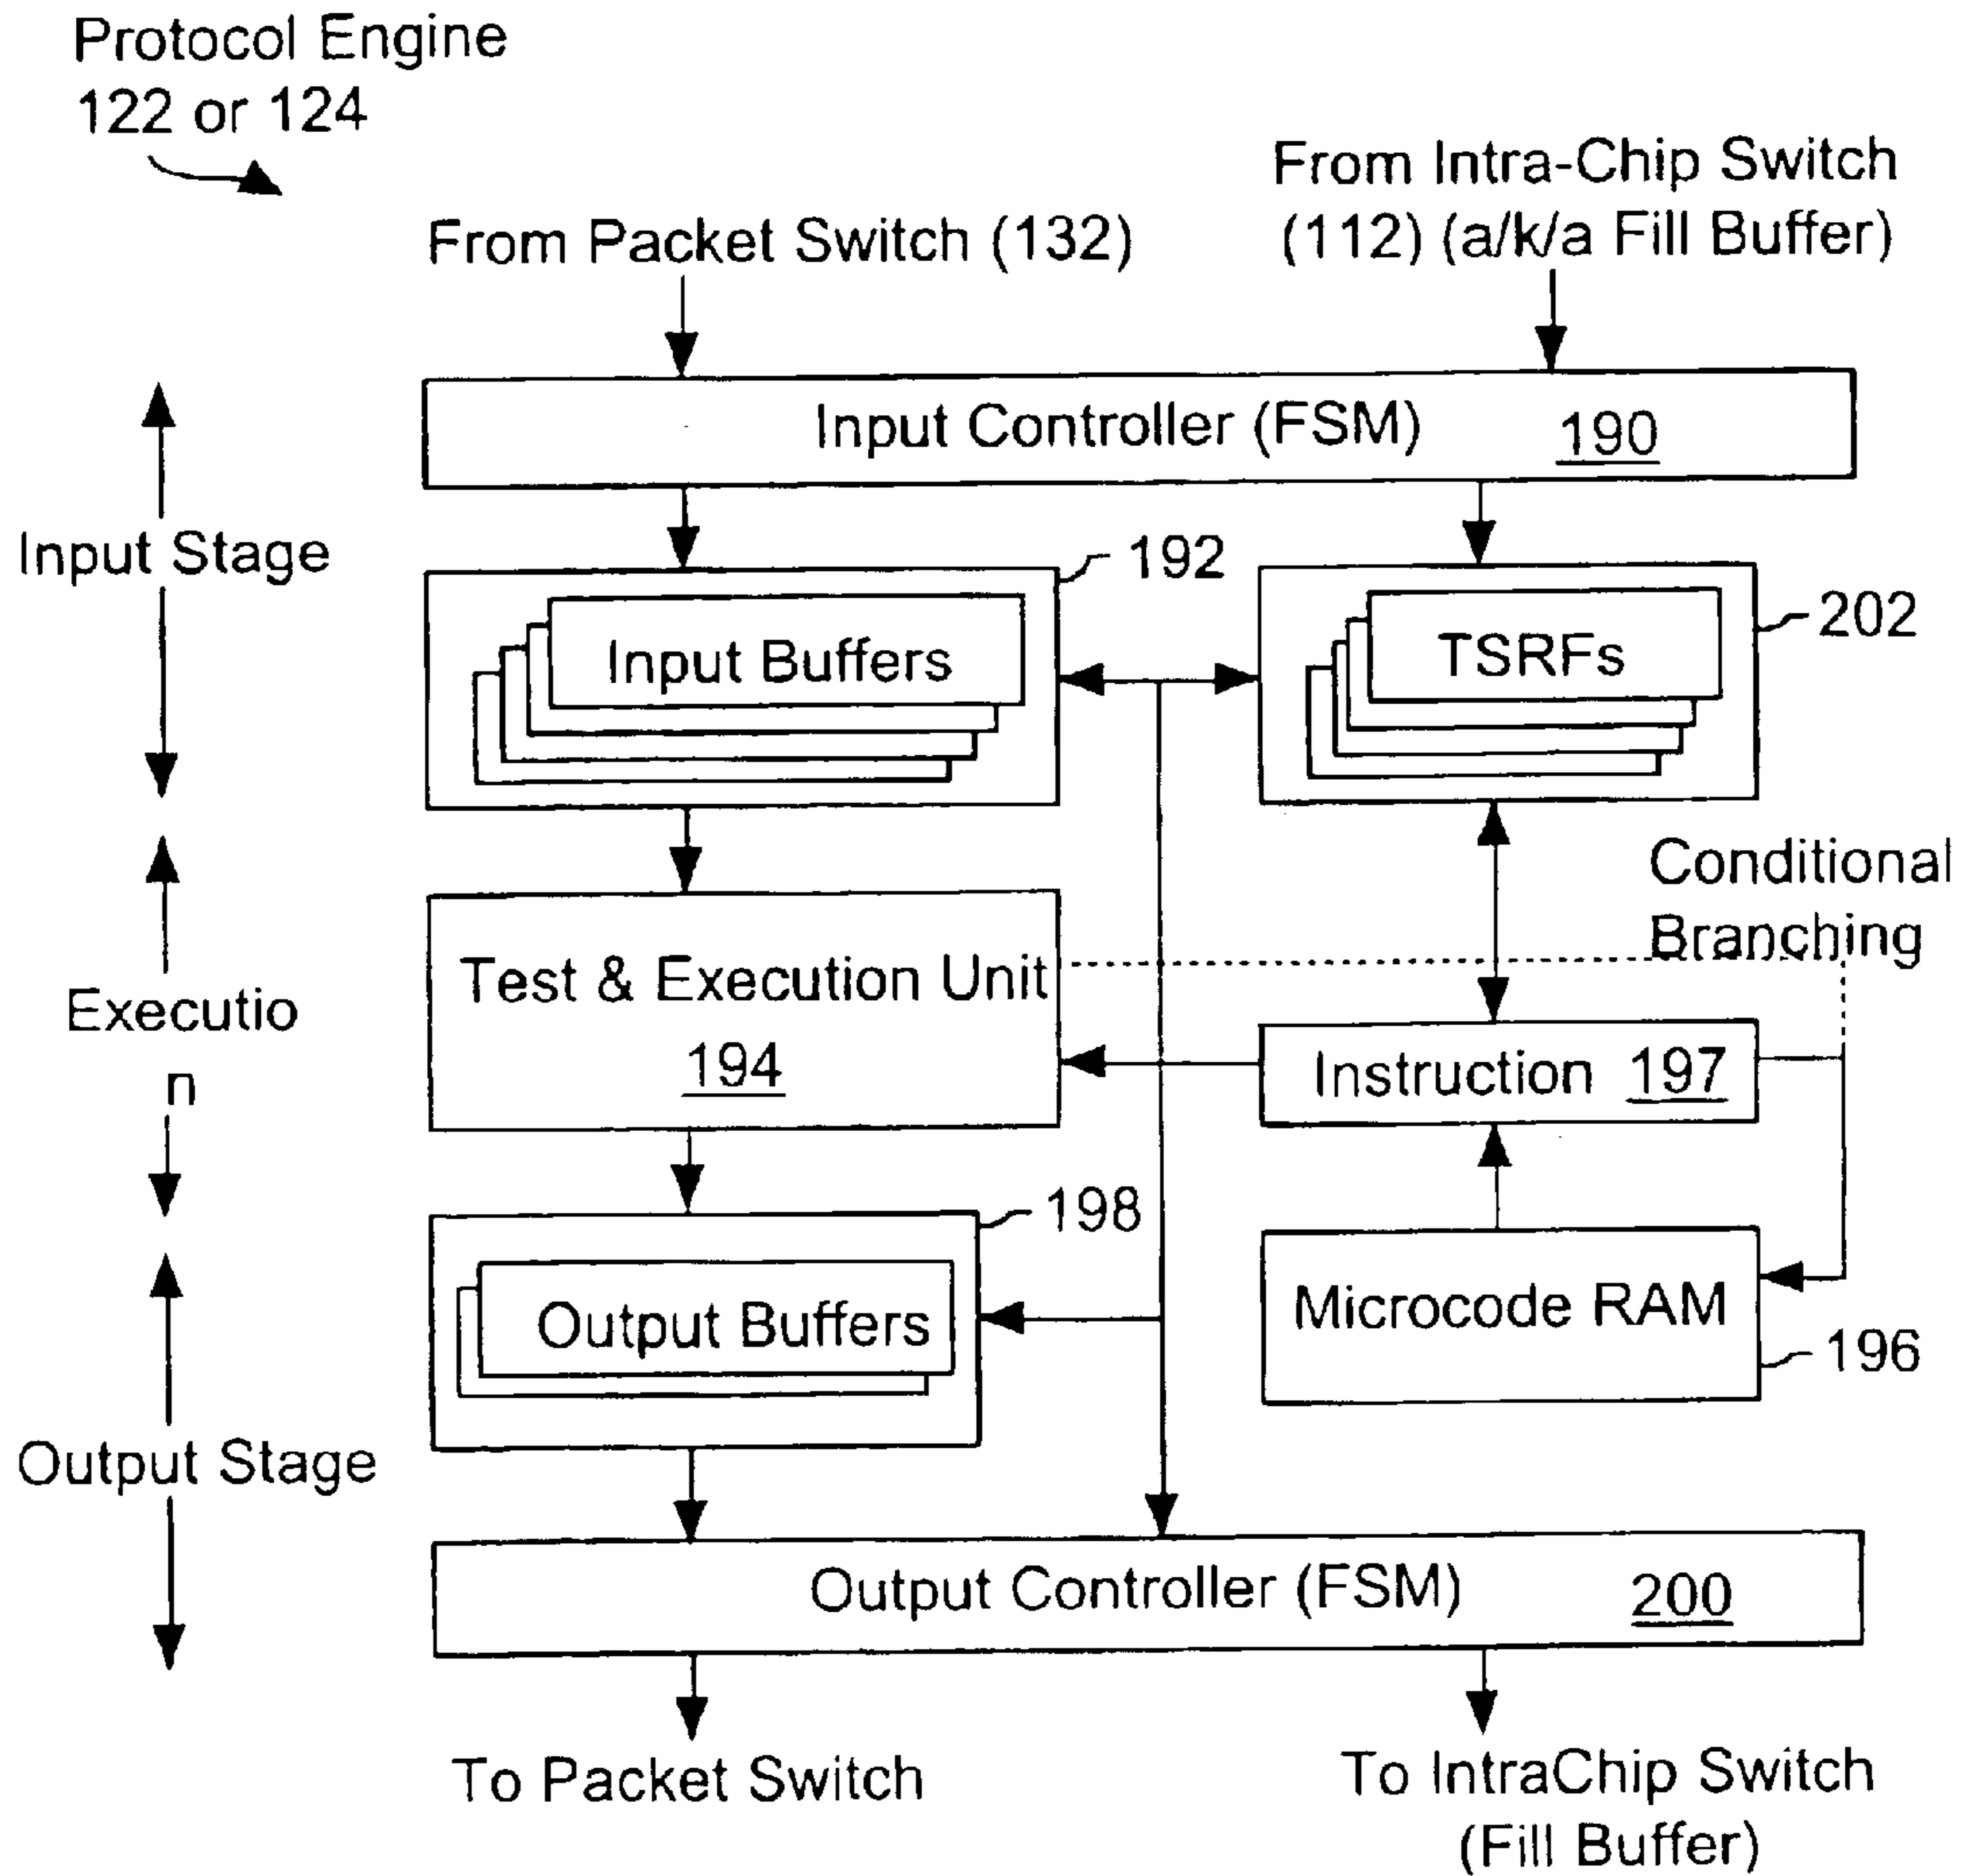 Protocol Engine
122 or 124
From Packet Switch (132)
From Intra-Chip Switch
(112) (a/k/a Fill Buffer)
Input Controller (FSM) 190
Input Stage
192
Input Buffers
202
TSRFs
Conditional
Branching
Executio
n
Test & Execution Unit
194
Instruction 197
198
Output Buffers
Microcode RAM
196
Output Stage
Output Controller (FSM) 200
To Packet Switch
To IntraChip Switch
(Fill Buffer)